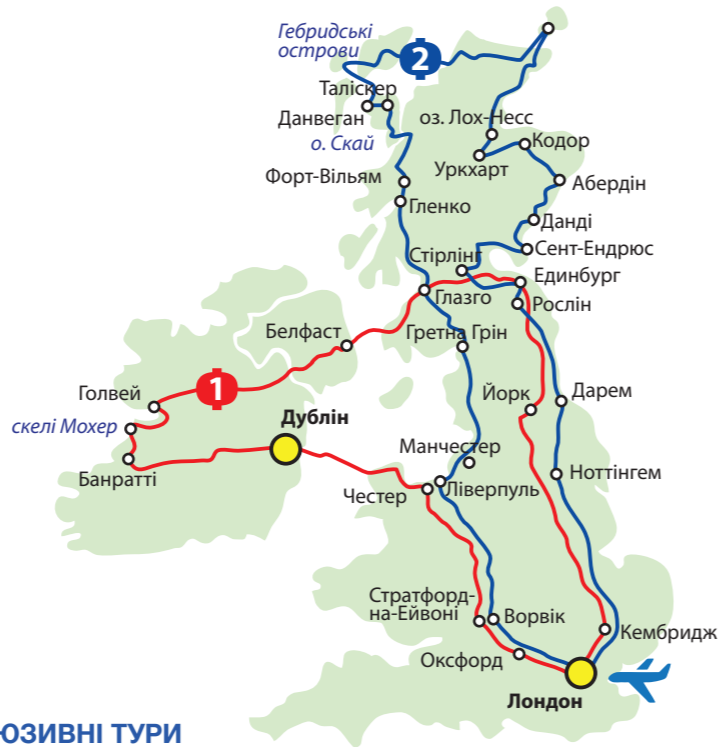 Гебридські
острови
2
Таліскер
Данвеган
о. Скай
оз. Лох-Несс
Кодор
Уркхарт
Абердін
Форт-Вільям
Гленко
Данді
Сент-Ендрюс
Стірлінг
Единбург
Глазго
Рослін
Белфаст
Гретна Грін
Голвей
1
Йорк
Дарем
скелі Мохер
Дублін
Манчестер
Банратті
Честер
Ліверпуль
Ноттінгем
Стратфорд-
на-Ейвоні
Ворвік
Кембридж
Оксфорд
Лондон
ЮЗИВНІ ТУРИ